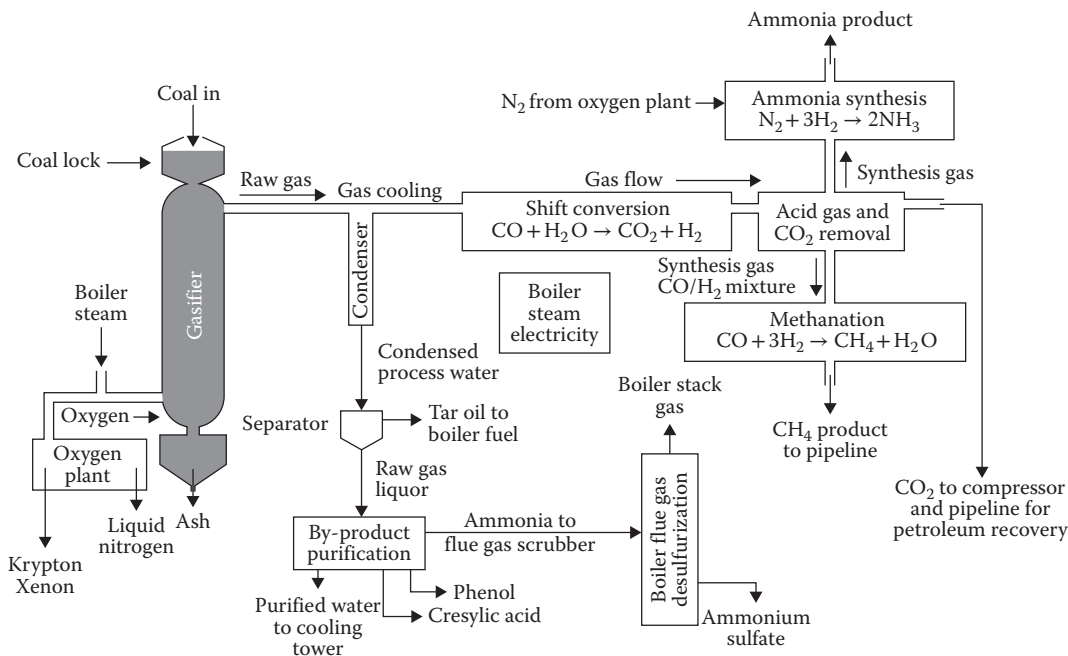 Ammonia product
Coal in
N₂ from oxygen plant
Ammonia synthesis
N₂ + 3H₂ → 2NH₃
Coal lock
Raw gas
Gas cooling
Gas flow
Synthesis gas
Shift conversion
CO + H₂O → CO₂ + H₂
Acid gas and
CO₂ removal
Gasifier
Condenser
Synthesis gas
CO/H₂ mixture
Boiler
steam
electricity
Boiler
steam
Methanation
CO + 3H₂ → CH₄ + H₂O
Condensed
process water
Boiler stack
gas
Oxygen
Separator
Tar oil to
boiler fuel
CH₄ product
to pipeline
Oxygen
plant
Raw gas
liquor
CO₂ to compressor
and pipeline for
petroleum recovery
Liquid
nitrogen
Ash
By-product
purification
Ammonia to
flue gas scrubber
Boiler flue gas
desulfurization
Krypton
Xenon
Phenol
Cresylic acid
Purified water
to cooling
tower
Ammonium
sulfate